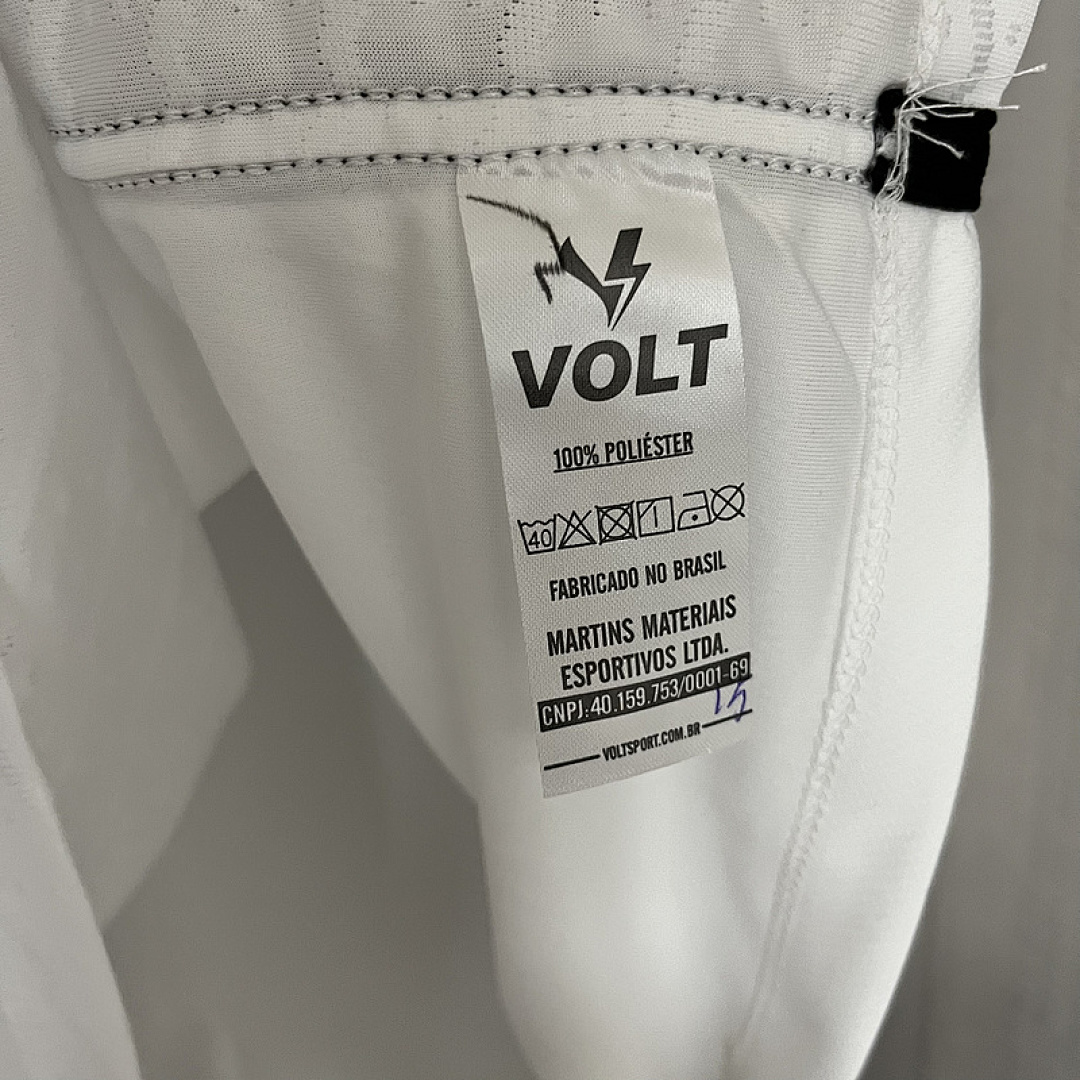 VOLT
100% POLIÉSTER
40
FABRICADO NO BRASIL
MARTINS MATERIAIS
ESPORTIVOS LTDA.
CNPJ:40.159.753/0001-69
VOLTSPORT.COM.BR